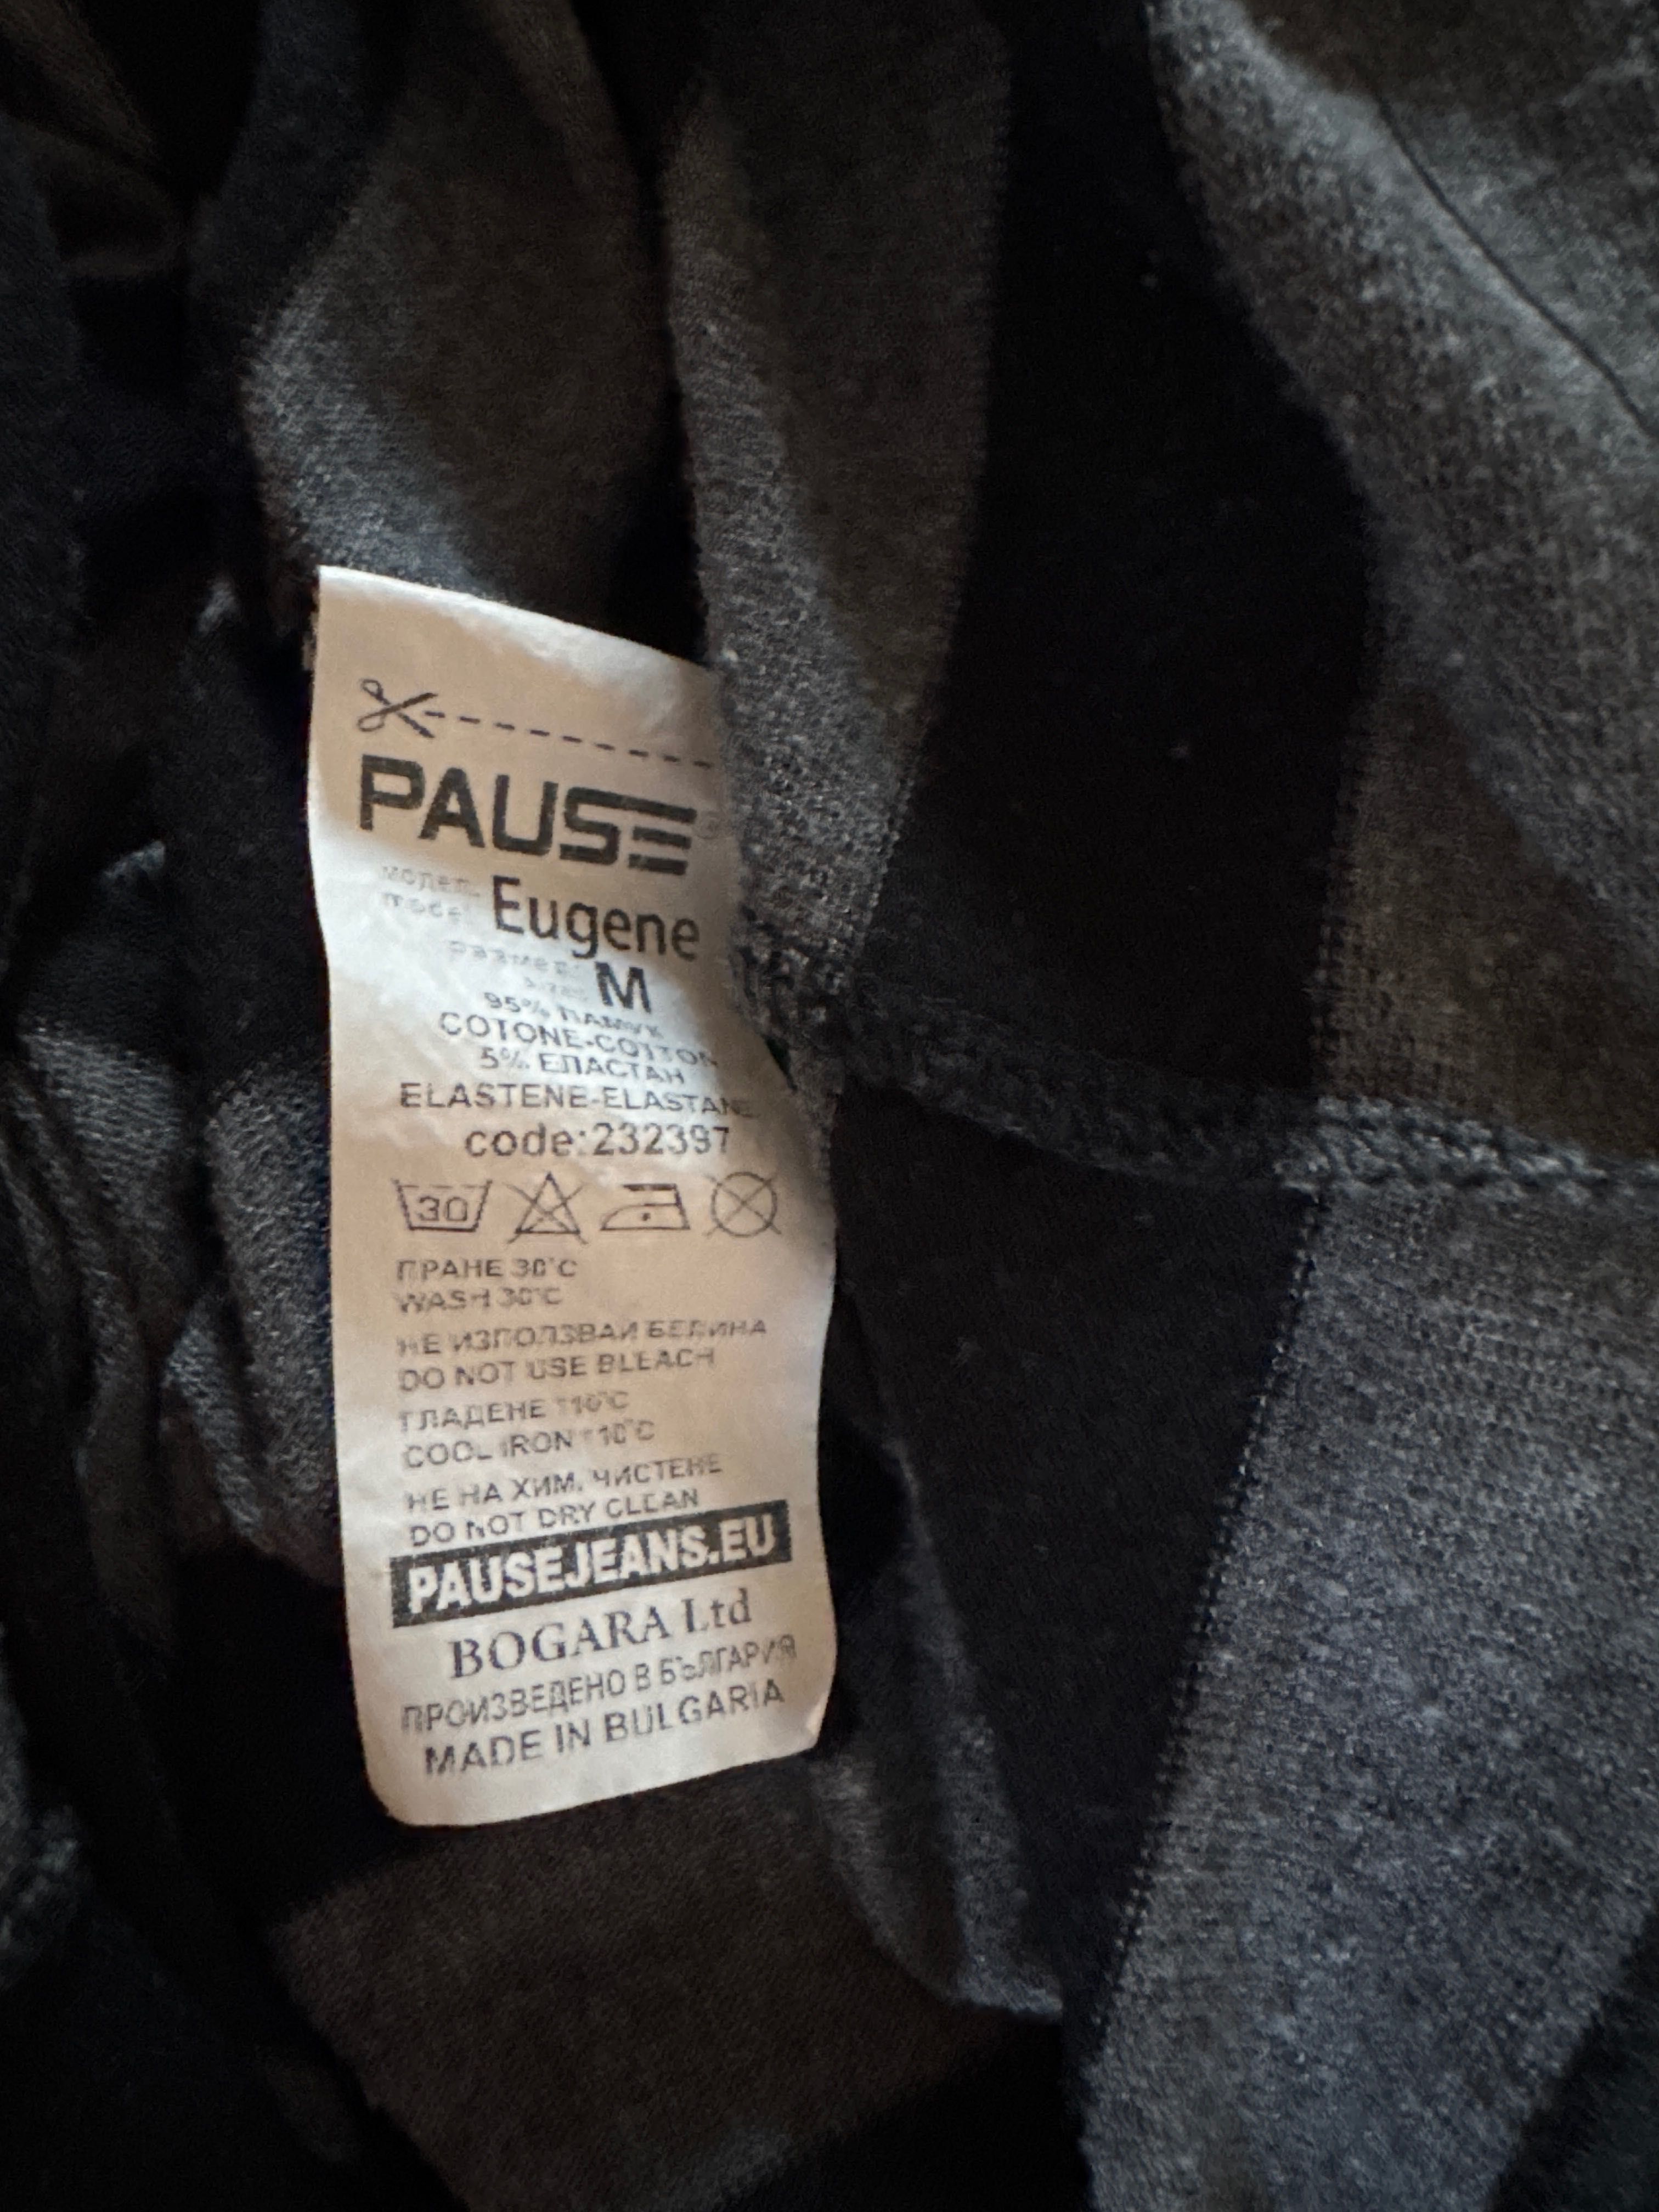 PAUSE
модел:
model: Eugene
размер: M
95% ПАМУК
COTONE-COTTON
5% ЕЛАСТАН
ELASTENE-ELASTANE
code:232397
30
ПРАНЕ 30°C
WASH 30°C
НЕ ИЗПОЛЗВАЙ БЕЛИНА
DO NOT USE BLEACH
ГЛАДЕНЕ 110°C
COOL IRON 110°C
НЕ НА ХИМ. ЧИСТЕНЕ
DO NOT DRY CLEAN
PAUSEJEANS.EU
BOGARA Ltd
ПРОИЗВЕДЕНО В БЪЛГАРИЯ
MADE IN BULGARIA